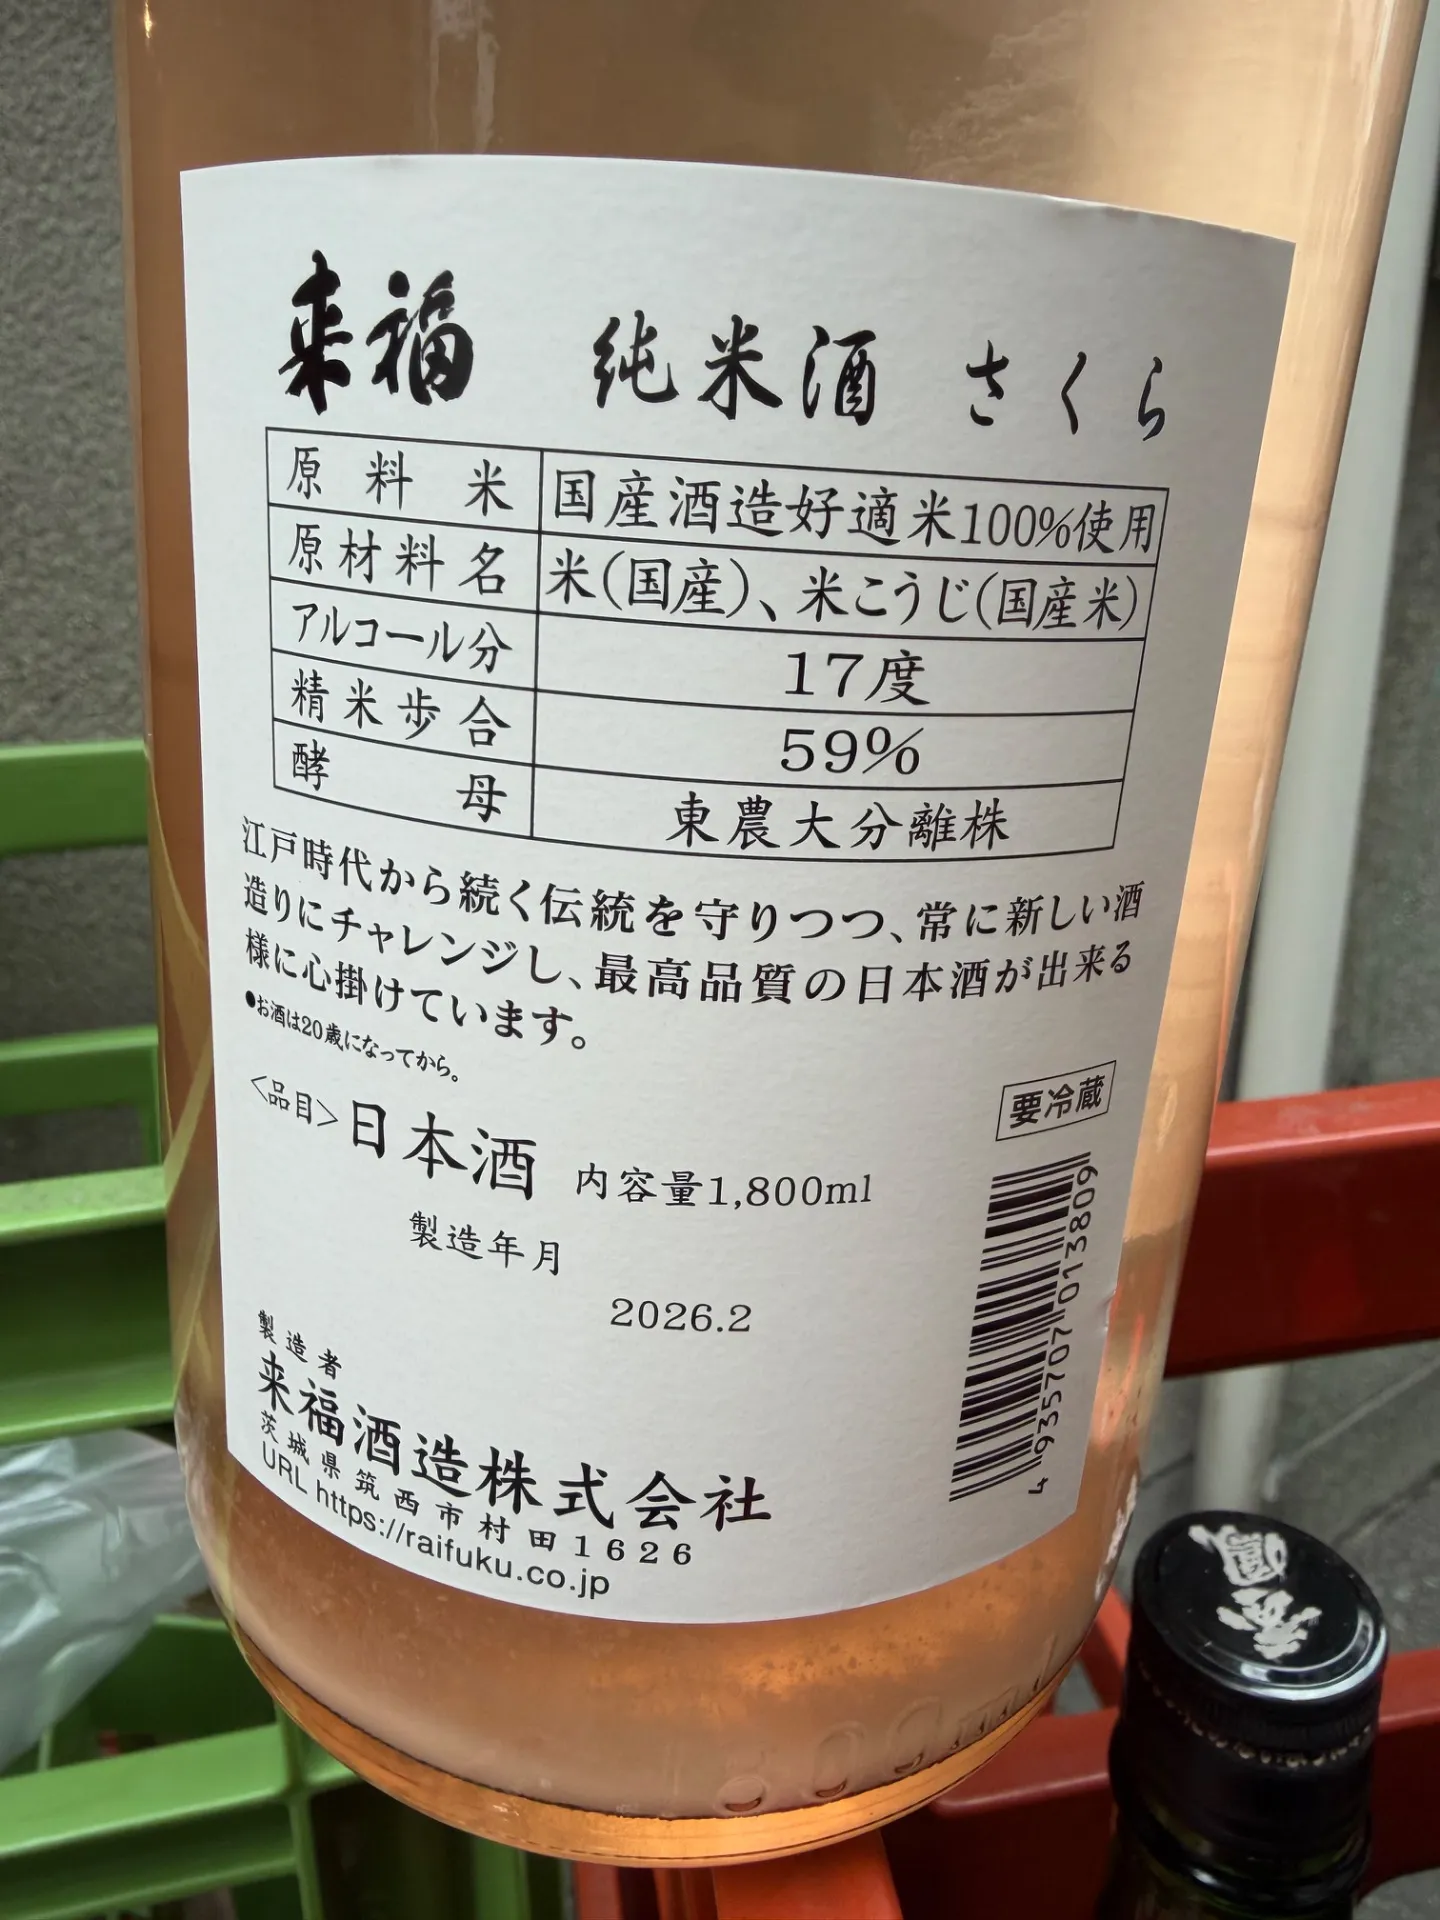 来福 純米酒 さくら
原料米 国産酒造好適米100%使用
原材料名 米(国産)、米こうじ(国産米)
アルコール分 17度
精米歩合 59%
酵母 東農大分離株
江戸時代から続く伝統を守りつつ、常に新しい酒
造りにチャレンジし、最高品質の日本酒が出来る
様に心掛けています。
●お酒は20歳になってから。
要冷蔵
<品目>日本酒 内容量1,800ml
製造年月
2026.2
製造者
来福酒造株式会社
茨城県筑西市村田1626
URL https://raifuku.co.jp
4 935707 013809